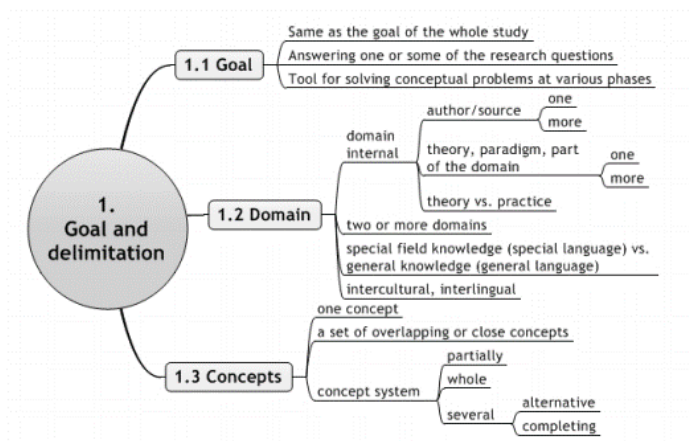 1.
Goal and
delimitation
1.1 Goal
Same as the goal of the whole study
Answering one or some of the research questions
Tool for solving conceptual problems at various phases
1.2 Domain
domain
internal
author/source
one
more
theory, paradigm, part
of the domain
one
more
theory vs. practice
two or more domains
special field knowledge (special language) vs.
general knowledge (general language)
intercultural, interlingual
1.3 Concepts
one concept
a set of overlapping or close concepts
concept system
partially
whole
several
alternative
completing